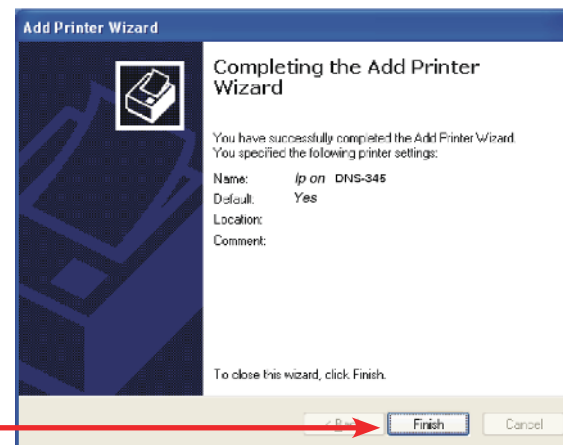 Add Printer Wizard
Completing the Add Printer
Wizard
You have successfully completed the Add Printer Wizard.
You specified the following printer settings:
Name: lp on DNS-345
Default: Yes
Location:
Comment:
To close this wizard, click Finish.
Finish Cancel